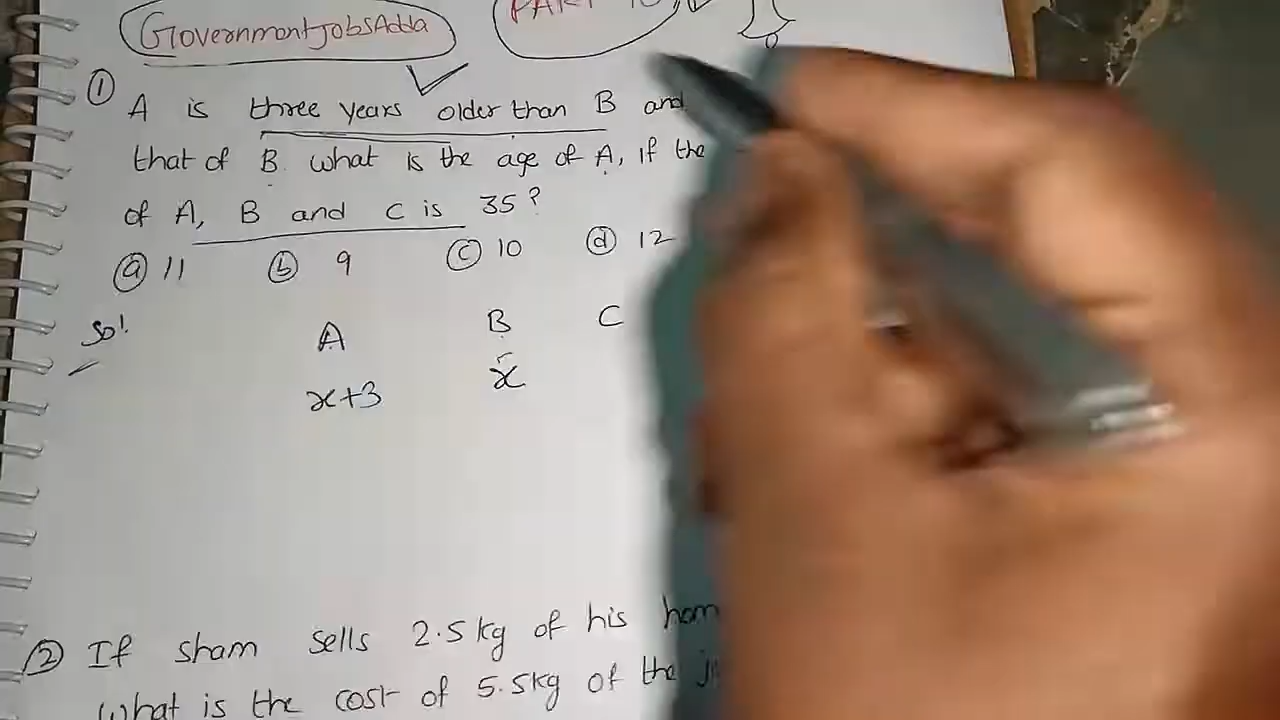 GovernmentJobsAdda PART
① A is three years older than B and
that of B. what is the age of A, if the
of A, B and C is 35?
ⓐ 11 ⓑ 9 ⓒ 10 ⓓ 12
Sol A B C
x+3 x
② If sham sells 2.5 kg of his
what is the cost of 5.5kg of the